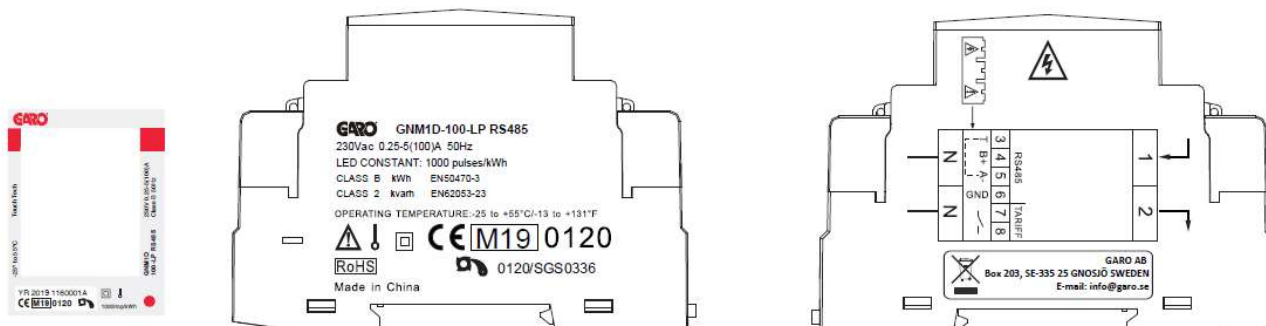 GARO
Touch Tech
-25° to 55°C
230V 0.25-5(100)A
Class B 50Hz
GNM1D
100-LP RS485
YR 2019 1160001A
CE M19 0120
1000imp/kWh
GARO GNM1D-100-LP RS485
230Vac 0.25-5(100)A 50Hz
LED CONSTANT: 1000 pulses/kWh
CLASS B kWh EN50470-3
CLASS 2 kvarh EN62053-23
OPERATING TEMPERATURE:-25 to +55°C/-13 to +131°F
CE M19 0120
RoHS 0120/SGS0336
Made in China
N
N
T
B+
A-
GND
3
4
5
6
7
8
RS485
TARIFF
1
2
GARO AB
Box 203, SE-335 25 GNOSJÖ SWEDEN
E-mail: info@garo.se